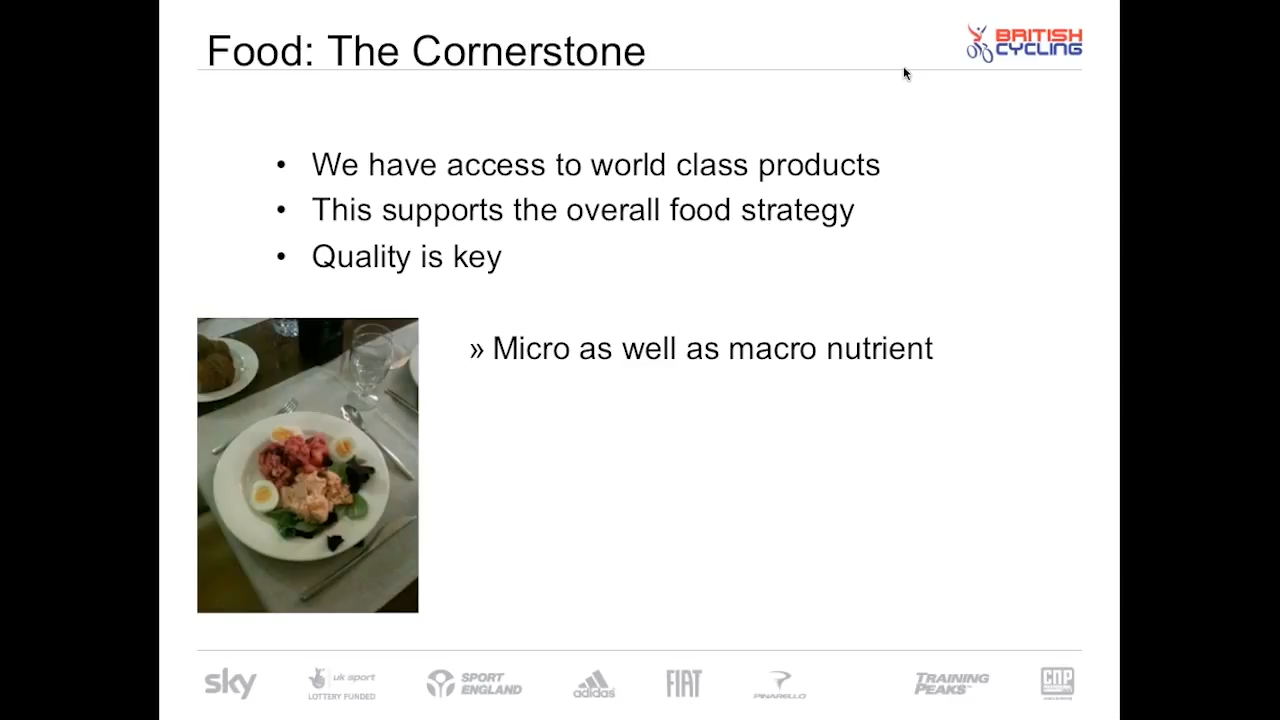 Food: The Cornerstone
BRITISH
CYCLING
• We have access to world class products
• This supports the overall food strategy
• Quality is key
» Micro as well as macro nutrient
sky
uk sport
LOTTERY FUNDED
SPORT
ENGLAND
adidas
FIAT
PINARELLO
TRAINING
PEAKS™
CNP